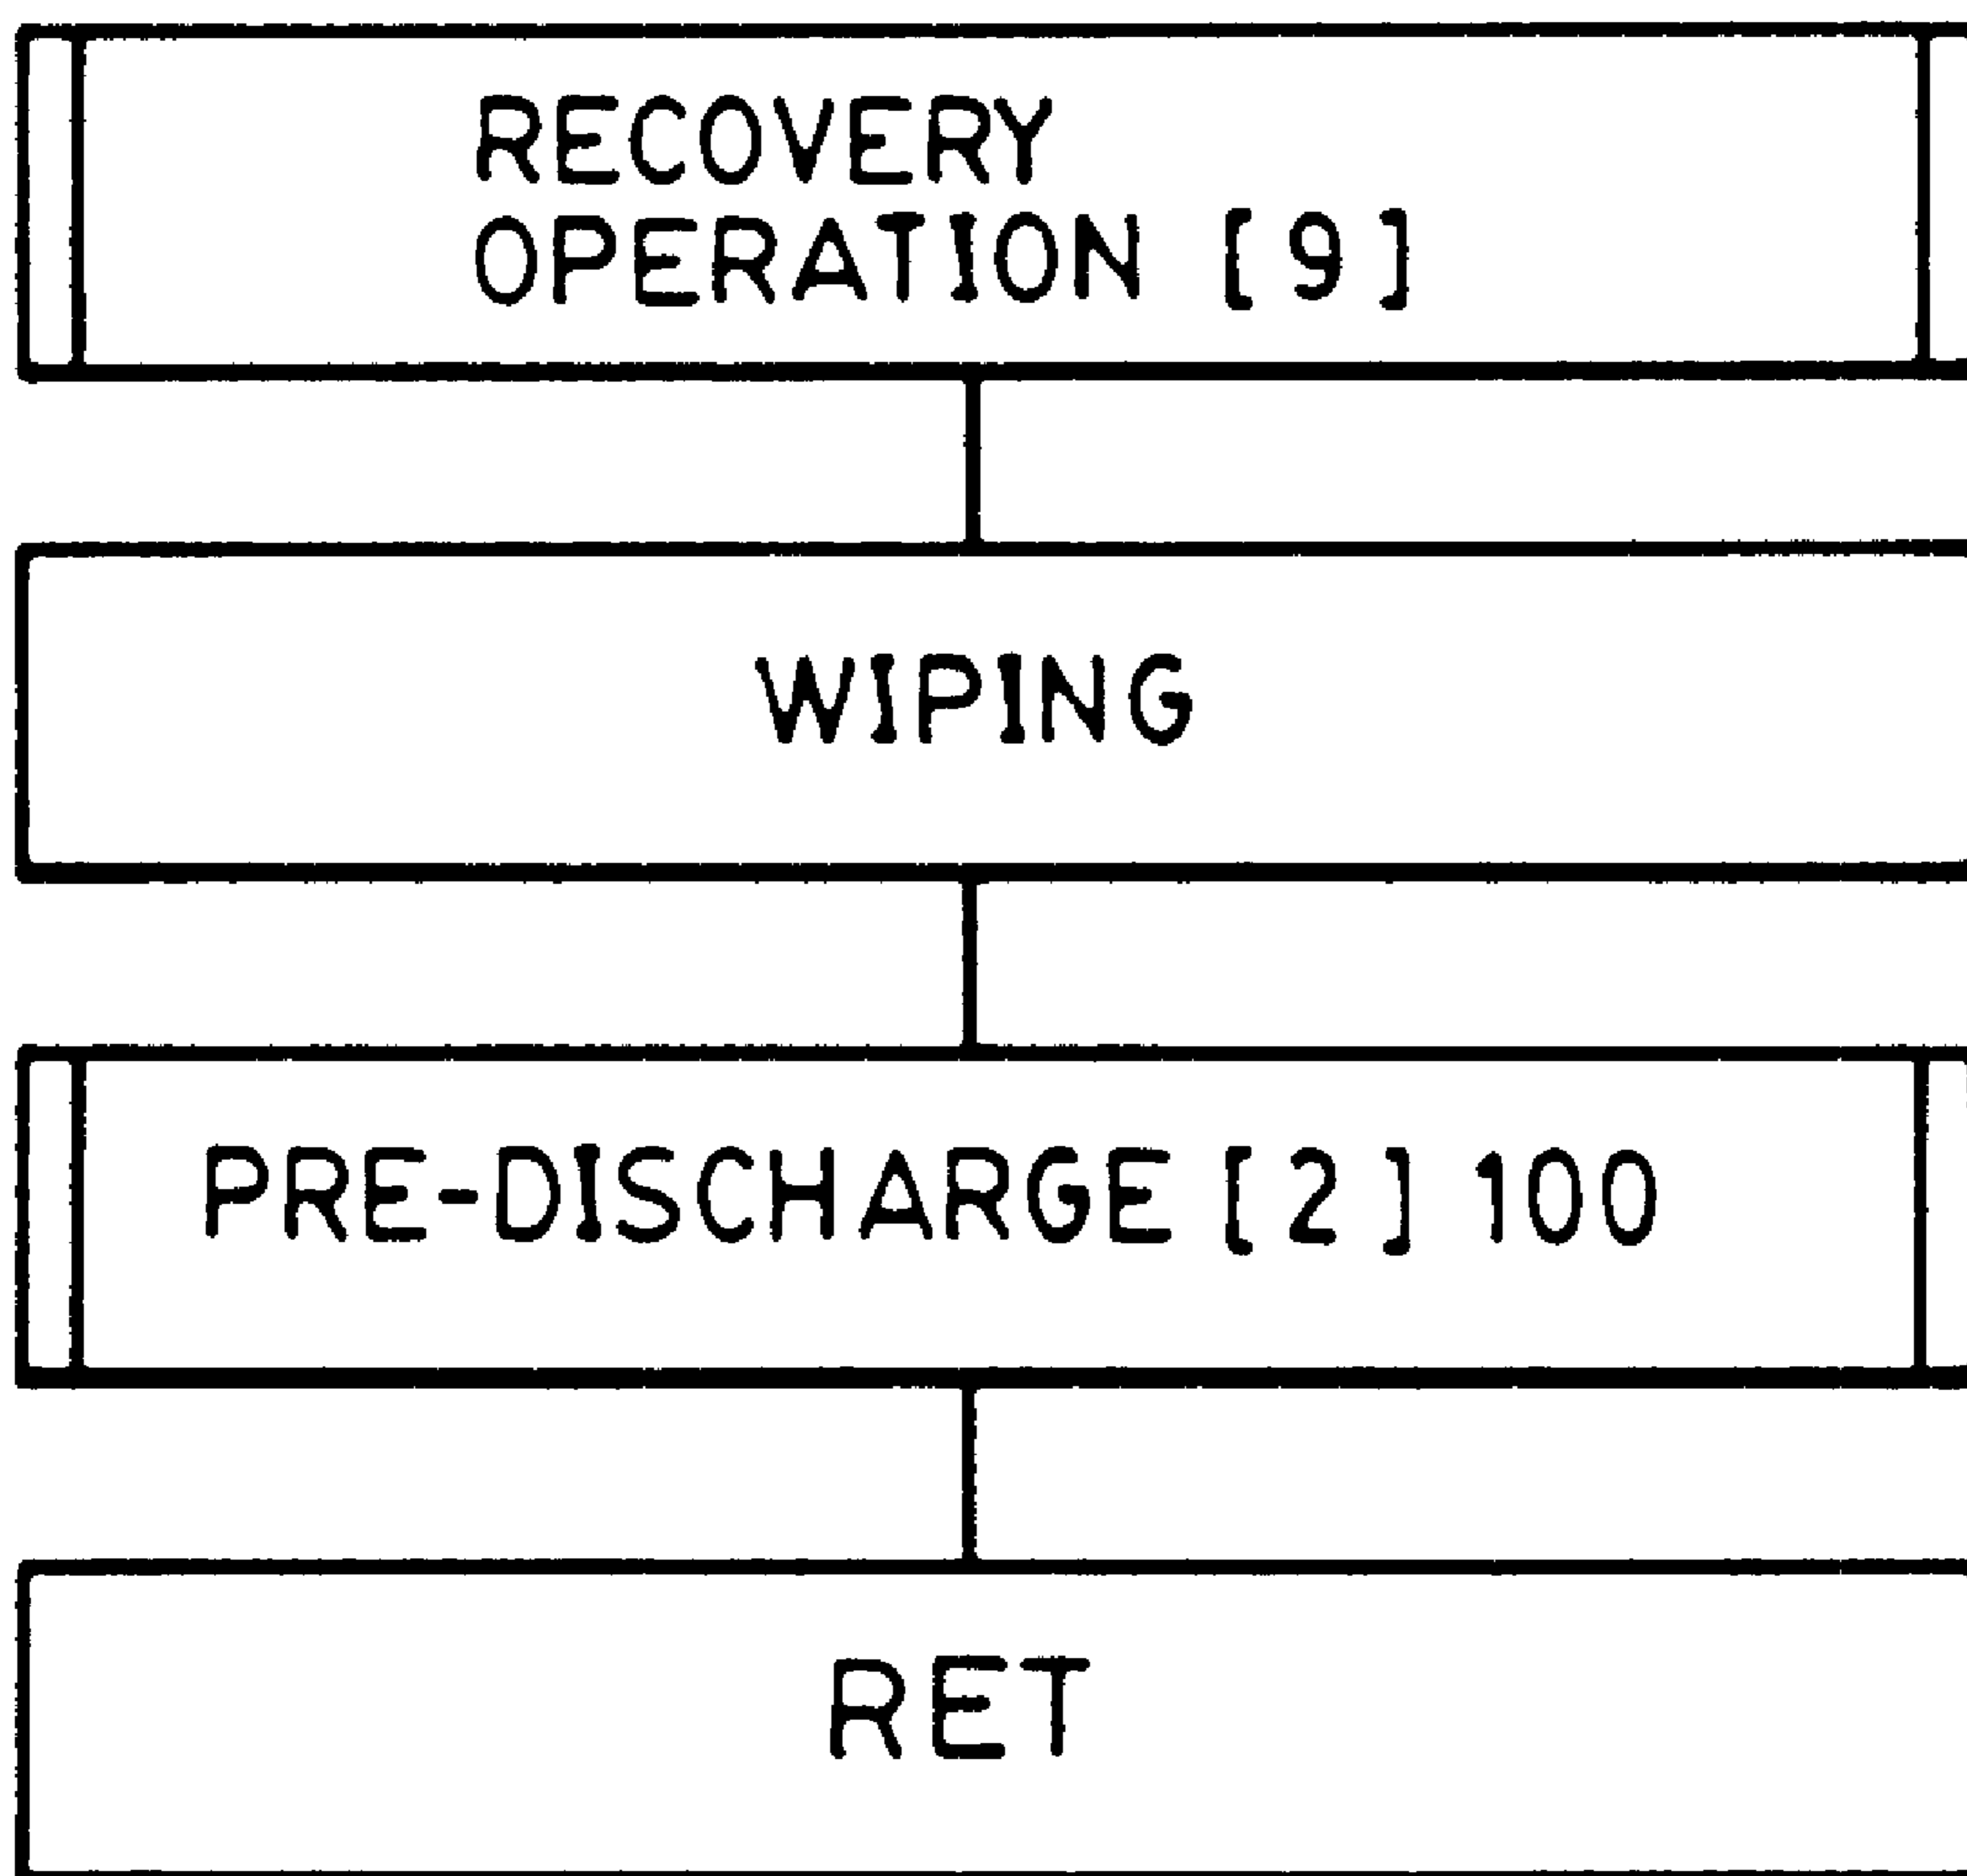 RECOVERY
OPERATION [9]
WIPING
PRE-DISCHARGE [2] 100
RET